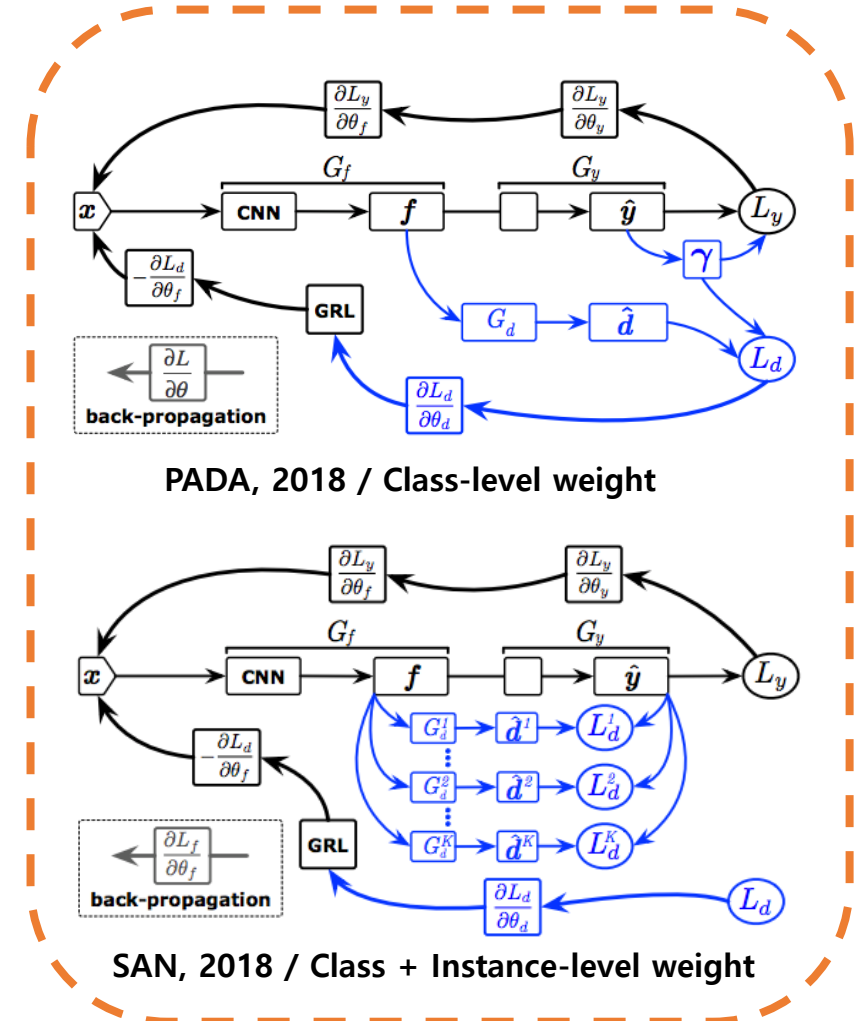 ∂L_y/∂θ_f ∂L_y/∂θ_y
G_f G_y
x CNN f ŷ L_y
γ
−∂L_d/∂θ_f GRL G_d d̂ L_d
∂L/∂θ
back-propagation
∂L_d/∂θ_d
PADA, 2018 / Class-level weight
∂L_y/∂θ_f ∂L_y/∂θ_y
G_f G_y
x CNN f ŷ L_y
G_d^1 d̂^1 L_d^1
−∂L_d/∂θ_f
G_d^2 d̂^2 L_d^2
GRL G_d^K d̂^K L_d^K
∂L_f/∂θ_f
back-propagation
∂L_d/∂θ_d L_d
SAN, 2018 / Class + Instance-level weight